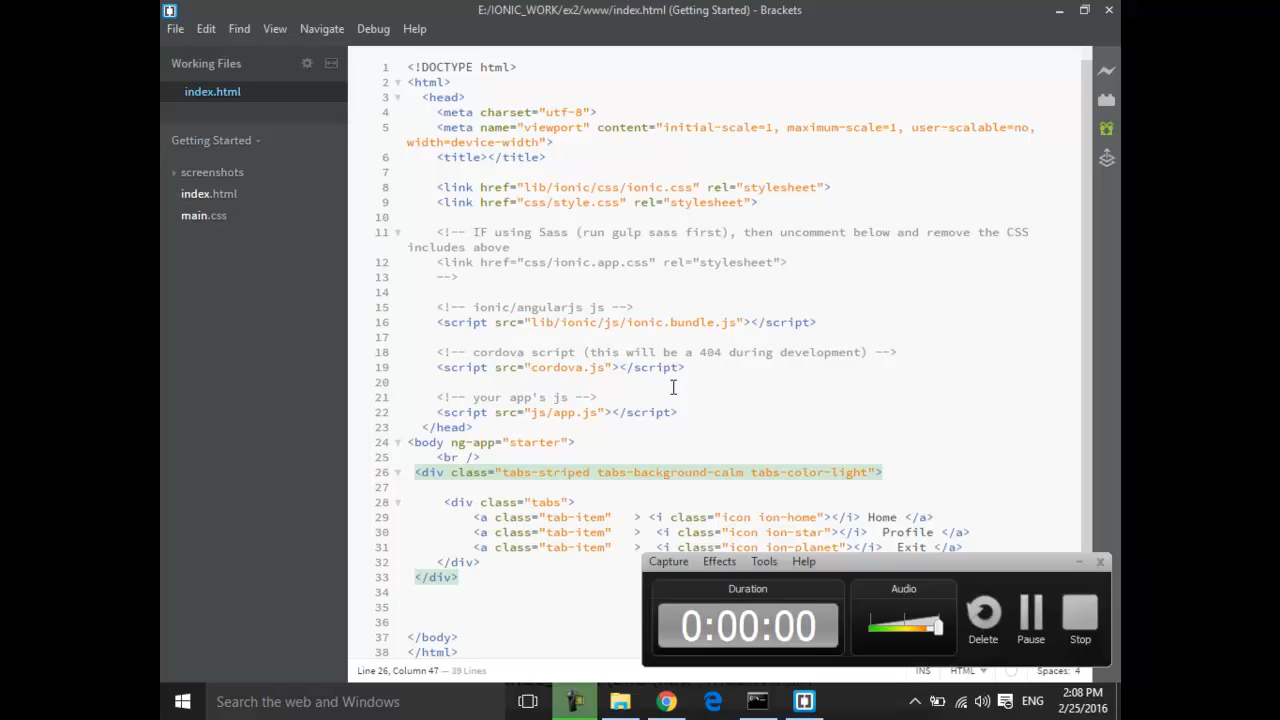 E:/IONIC_WORK/ex2/www/index.html (Getting Started) - Brackets
File Edit Find View Navigate Debug Help
Working Files
index.html
Getting Started
screenshots
index.html
main.css
1 <!DOCTYPE html>
2 <html>
3 <head>
4 <meta charset="utf-8">
5 <meta name="viewport" content="initial-scale=1, maximum-scale=1, user-scalable=no,
width=device-width">
6 <title></title>
7
8 <link href="lib/ionic/css/ionic.css" rel="stylesheet">
9 <link href="css/style.css" rel="stylesheet">
10
11 <!-- IF using Sass (run gulp sass first), then uncomment below and remove the CSS
includes above
12 <link href="css/ionic.app.css" rel="stylesheet">
13 -->
14
15 <!-- ionic/angularjs js -->
16 <script src="lib/ionic/js/ionic.bundle.js"></script>
17
18 <!-- cordova script (this will be a 404 during development) -->
19 <script src="cordova.js"></script>
20
21 <!-- your app's js -->
22 <script src="js/app.js"></script>
23 </head>
24 <body ng-app="starter">
25 <br />
26 <div class="tabs-striped tabs-background-calm tabs-color-light">
27
28 <div class="tabs">
29 <a class="tab-item" > <i class="icon ion-home"></i> Home </a>
30 <a class="tab-item" > <i class="icon ion-star"></i> Profile </a>
31 <a class="tab-item" > <i class="icon ion-planet"></i> Exit </a>
32 </div>
33 </div>
34
35
36
37 </body>
38 </html>
Capture Effects Tools Help
Duration
0:00:00
Audio
Delete
Pause
Stop
Line 26, Column 47 — 39 Lines
INS HTML Spaces: 4
Search the web and Windows
ENG
2:08 PM
2/25/2016